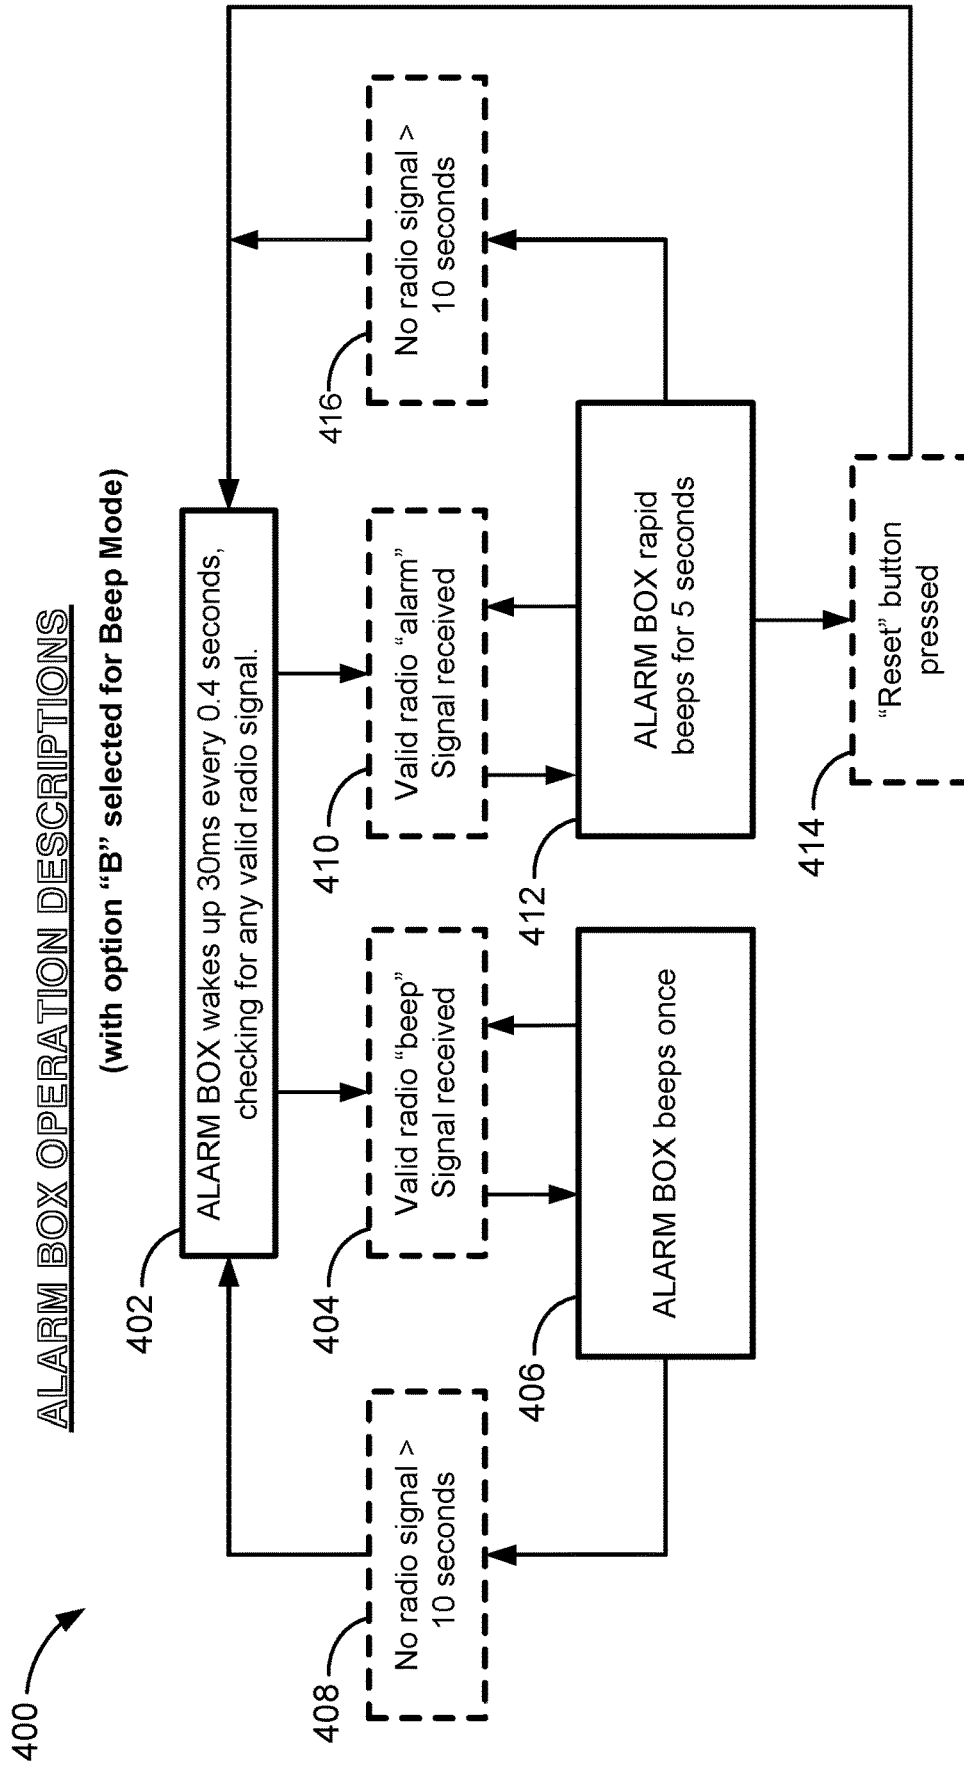 400
ALARM BOX OPERATION DESCRIPTIONS
(with option “B” selected for Beep Mode)
402
ALARM BOX wakes up 30ms every 0.4 seconds,
checking for any valid radio signal.
408
No radio signal >
10 seconds
404
Valid radio “beep”
Signal received
410
Valid radio “alarm”
Signal received
416
No radio signal >
10 seconds
406
ALARM BOX beeps once
412
ALARM BOX rapid
beeps for 5 seconds
414
“Reset” button
pressed